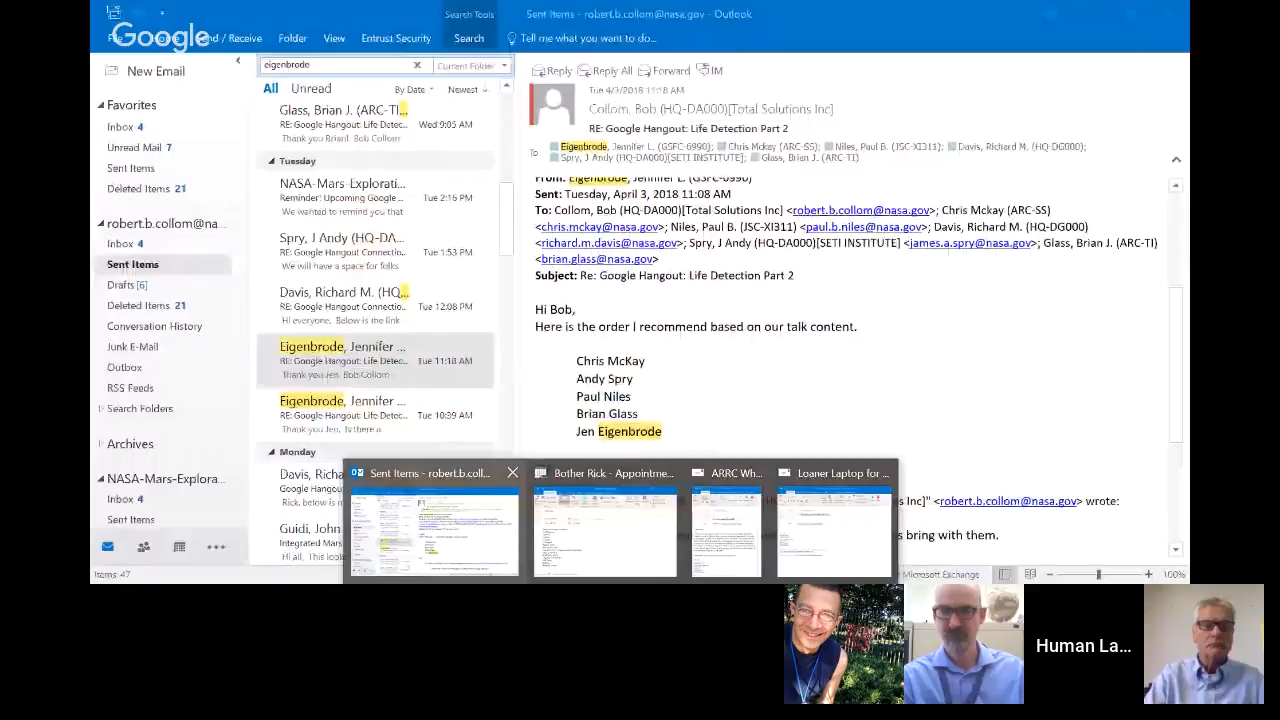 Search Tools
Sent Items - robert.b.collom@nasa.gov - Outlook
Google
Send / Receive
Folder
View
Entrust Security
Search
Tell me what you want to do...
New Email
Favorites
Inbox 4
Unread Mail 7
Sent Items
Deleted Items 21
robert.b.collom@na...
Inbox 4
Sent Items
Drafts [6]
Deleted Items 21
Conversation History
Junk E-Mail
Outbox
RSS Feeds
Search Folders
Archives
NASA-Mars-Explora...
Inbox 4
Sent Items
Items: 47
eigenbrode
Current Folder
All Unread
By Date Newest
Glass, Brian J. (ARC-TI...
RE: Google Hangout: Life Detec... Wed 9:05 AM
Thank you Brian! Bob Collom
Tuesday
NASA-Mars-Explorati...
Reminder: Upcoming Google... Tue 2:16 PM
We wanted to remind you that
Spry, J Andy (HQ-DA...
RE: Google Hangout Connectio... Tue 1:53 PM
We will have a space for folks
Davis, Richard M. (HQ...
RE: Google Hangout Connectio... Tue 12:08 PM
Hi everyone, Below is the link
Eigenbrode, Jennifer ...
RE: Google Hangout: Life Detec... Tue 11:18 AM
Thank you Jen. Bob Collom
Eigenbrode, Jennifer ...
RE: Google Hangout: Life Detec... Tue 10:39 AM
Thank you Jen, Is there a
Monday
Davis, Richa
RE: Google
Google Han
Integrated Mar
Hi all, This loo
Reply Reply All Forward IM
Tue 4/3/2018 11:18 AM
Collom, Bob (HQ-DA000)[Total Solutions Inc]
RE: Google Hangout: Life Detection Part 2
To
Eigenbrode, Jennifer L. (GSFC-6990); Chris Mckay (ARC-SS); Niles, Paul B. (JSC-XI311); Davis, Richard M. (HQ-DG000);
Spry, J Andy (HQ-DA000)[SETI INSTITUTE]; Glass, Brian J. (ARC-TI)
From: Eigenbrode, Jennifer L. (GSFC-6990)
Sent: Tuesday, April 3, 2018 11:08 AM
To: Collom, Bob (HQ-DA000)[Total Solutions Inc] <robert.b.collom@nasa.gov>; Chris Mckay (ARC-SS)
<chris.mckay@nasa.gov>; Niles, Paul B. (JSC-XI311) <paul.b.niles@nasa.gov>; Davis, Richard M. (HQ-DG000)
<richard.m.davis@nasa.gov>; Spry, J Andy (HQ-DA000)[SETI INSTITUTE] <james.a.spry@nasa.gov>; Glass, Brian J. (ARC-TI)
<brian.glass@nasa.gov>
Subject: Re: Google Hangout: Life Detection Part 2
Hi Bob,
Here is the order I recommend based on our talk content.
Chris McKay
Andy Spry
Paul Niles
Brian Glass
Jen Eigenbrode
Sent Items - robert.b.coll...
Bother Rick - Appointme...
ARRC Wh...
Loaner Laptop for ...
ns Inc]" <robert.b.collom@nasa.gov> wrote:
s bring with them.
Microsoft Exchange
100%
Human La...